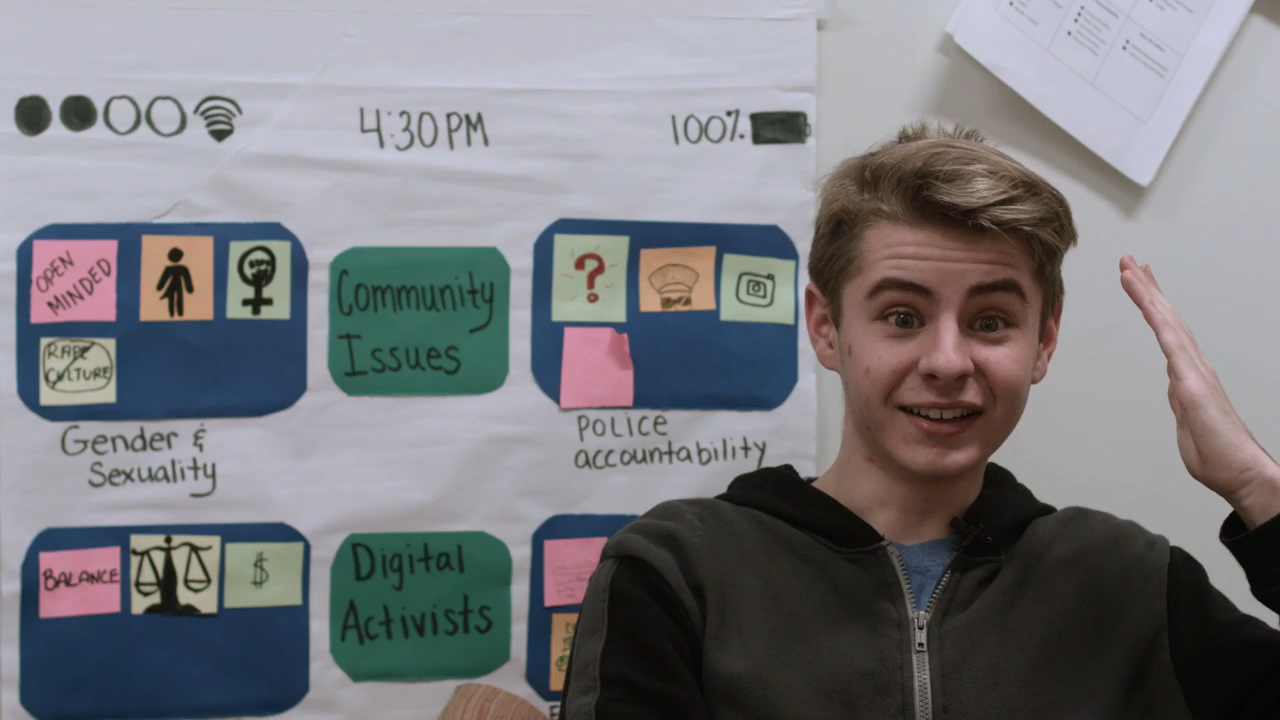 4:30 PM
100%
OPEN
MINDED
RAPE
CULTURE
Gender &
Sexuality
Community
Issues
?
POLICE
accountability
BALANCE
$
Digital
Activists